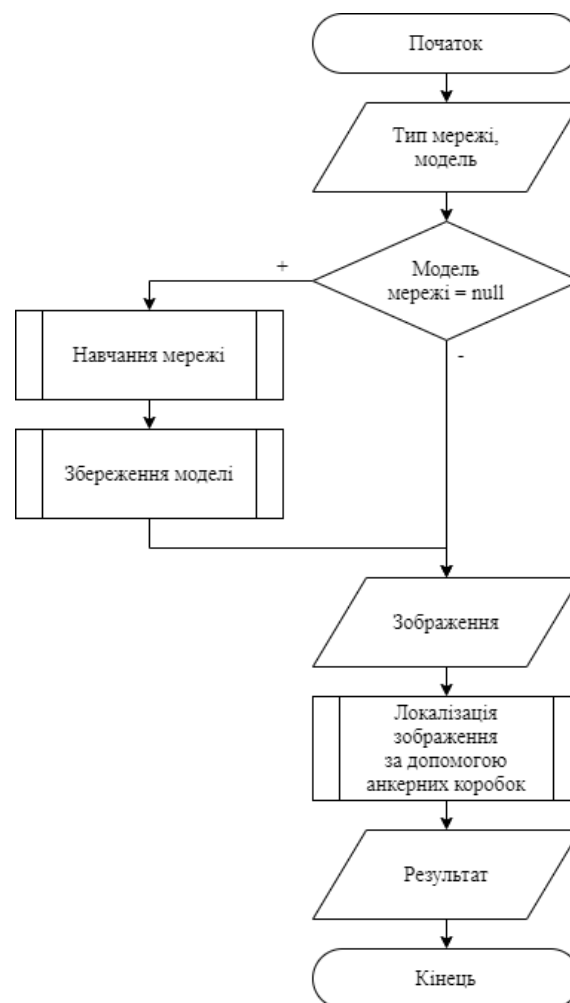 Початок
Тип мережі,
модель
Модель
мережі = null
+
-
Навчання мережі
Збереження моделі
Зображення
Локалізація
зображення
за допомогою
анкерних коробок
Результат
Кінець